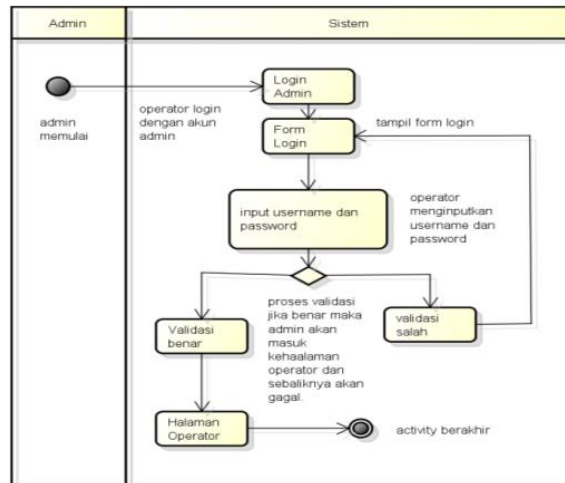 Admin
Sistem
Login
Admin
operator login
dengan akun
admin
admin
memulai
Form
Login
tampil form login
input username dan
password
operator
menginputkan
username dan
password
proses validasi
jika benar maka
admin akan
masuk
kehaalaman
operator dan
sebaliknya akan
gagal.
Validasi
benar
validasi
salah
Halaman
Operator
activity berakhir